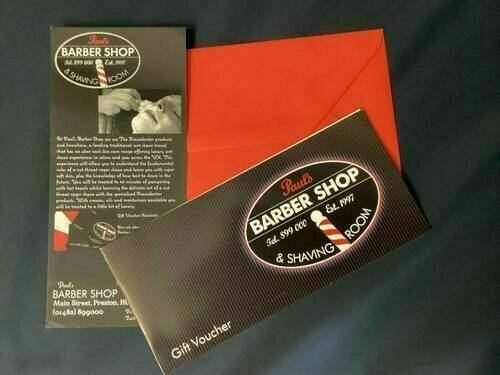 Paul's
BARBER SHOP
Tel. 899 000 Est. 1997
& SHAVING ROOM
At Paul's Barber Shop we use The Dreambester products
and kamahna, a leading traditional wet shave brand
that has an uber cool skin care range offering luxury wet
shave experiences in salons and spas across the UK. This
experience will allow you to understand the fundamental
rules of a cut throat razor shave and leave you with super
soft skin, plus the knowledge of how best to shave in the
future. You will be treated to 60 minutes of pampering
with hot towels whilst learning the delicate art of a cut
throat razor shave with the specialised
products. With creams, oils and moisturisers available you
will be treated to a little bit of luxury.
Gift Vouchers Available
Paul's
BARBER SHOP
Main Street, Preston, HU
(01482) 899000
Paul's
BARBER SHOP
Tel. 899 000 Est. 1997
& SHAVING ROOM
Gift Voucher